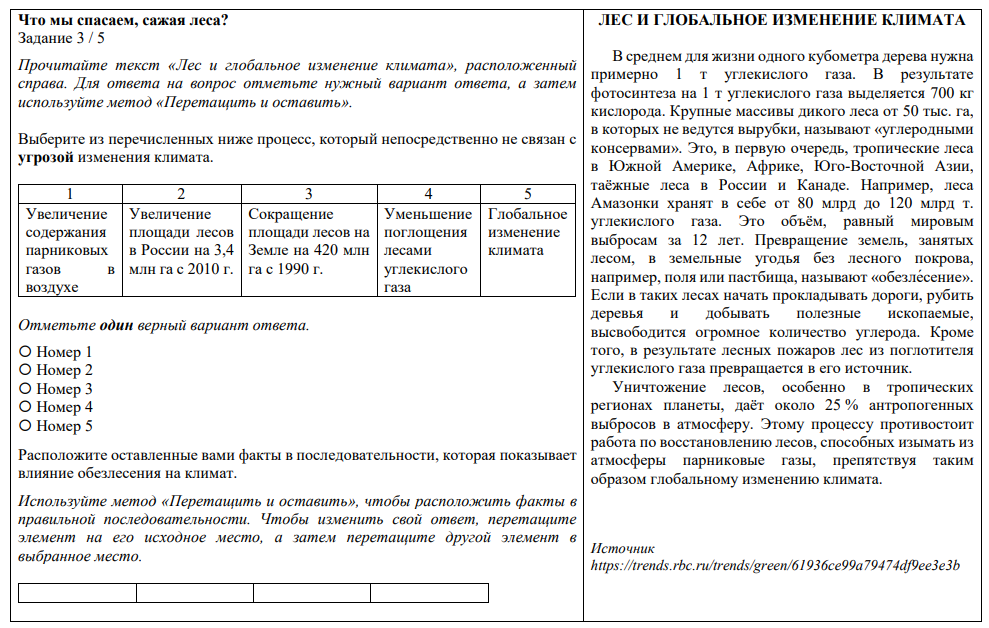 Что мы спасаем, сажая леса?
Задание 3 / 5
Прочитайте текст «Лес и глобальное изменение климата», расположенный
справа. Для ответа на вопрос отметьте нужный вариант ответа, а затем
используйте метод «Перетащить и оставить».
Выберите из перечисленных ниже процесс, который непосредственно не связан с
угрозой изменения климата.
1 2 3 4 5
Увеличение Увеличение Сокращение Уменьшение Глобальное
содержания площади лесов площади лесов на поглощения изменение
парниковых в России на 3,4 Земле на 420 млн лесами климата
газов в млн га с 2010 г. га с 1990 г. углекислого
воздухе газа
Отметьте один верный вариант ответа.
Номер 1
Номер 2
Номер 3
Номер 4
Номер 5
Расположите оставленные вами факты в последовательности, которая показывает
влияние обезлесения на климат.
Используйте метод «Перетащить и оставить», чтобы расположить факты в
правильной последовательности. Чтобы изменить свой ответ, перетащите
элемент на его исходное место, а затем перетащите другой элемент в
выбранное место.
ЛЕС И ГЛОБАЛЬНОЕ ИЗМЕНЕНИЕ КЛИМАТА
В среднем для жизни одного кубометра дерева нужна
примерно 1 т углекислого газа. В результате
фотосинтеза на 1 т углекислого газа выделяется 700 кг
кислорода. Крупные массивы дикого леса от 50 тыс. га,
в которых не ведутся вырубки, называют «углеродными
консервами». Это, в первую очередь, тропические леса
в Южной Америке, Африке, Юго-Восточной Азии,
таёжные леса в России и Канаде. Например, леса
Амазонки хранят в себе от 80 млрд до 120 млрд т.
углекислого газа. Это объём, равный мировым
выбросам за 12 лет. Превращение земель, занятых
лесом, в земельные угодья без лесного покрова,
например, поля или пастбища, называют «обезле́сение».
Если в таких лесах начать прокладывать дороги, рубить
деревья и добывать полезные ископаемые,
высвободится огромное количество углерода. Кроме
того, в результате лесных пожаров лес из поглотителя
углекислого газа превращается в его источник.
Уничтожение лесов, особенно в тропических
регионах планеты, даёт около 25 % антропогенных
выбросов в атмосферу. Этому процессу противостоит
работа по восстановлению лесов, способных изымать из
атмосферы парниковые газы, препятствуя таким
образом глобальному изменению климата.
Источник
https://trends.rbc.ru/trends/green/61936ce99a79474df9ee3e3b